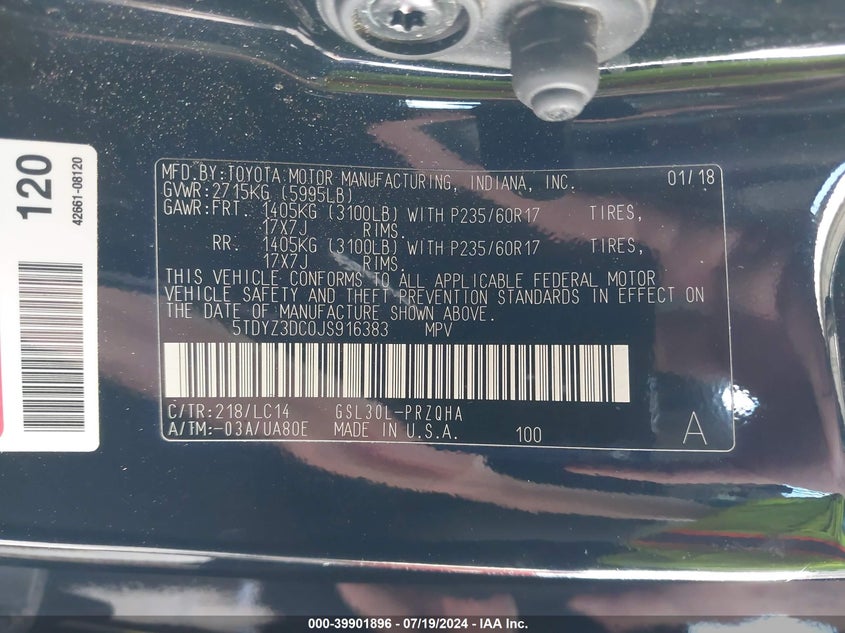 120
42661-08120
MFD.BY:TOYOTA MOTOR MANUFACTURING, INDIANA, INC. 01/18
GVWR:2715KG (5995LB)
GAWR:FRT. 1405KG (3100LB) WITH P235/60R17 TIRES,
17X7J RIMS.
RR. 1405KG (3100LB) WITH P235/60R17 TIRES,
17X7J RIMS.
THIS VEHICLE CONFORMS TO ALL APPLICABLE FEDERAL MOTOR
VEHICLE SAFETY AND THEFT PREVENTION STANDARDS IN EFFECT ON
THE DATE OF MANUFACTURE SHOWN ABOVE.
5TDYZ3DC0JS916383 MPV
C/TR:218/LC14 GSL30L-PRZQHA
A/TM:-03A/UA80E MADE IN U.S.A. 100 A
000-39901896 - 07/19/2024 - IAA Inc.